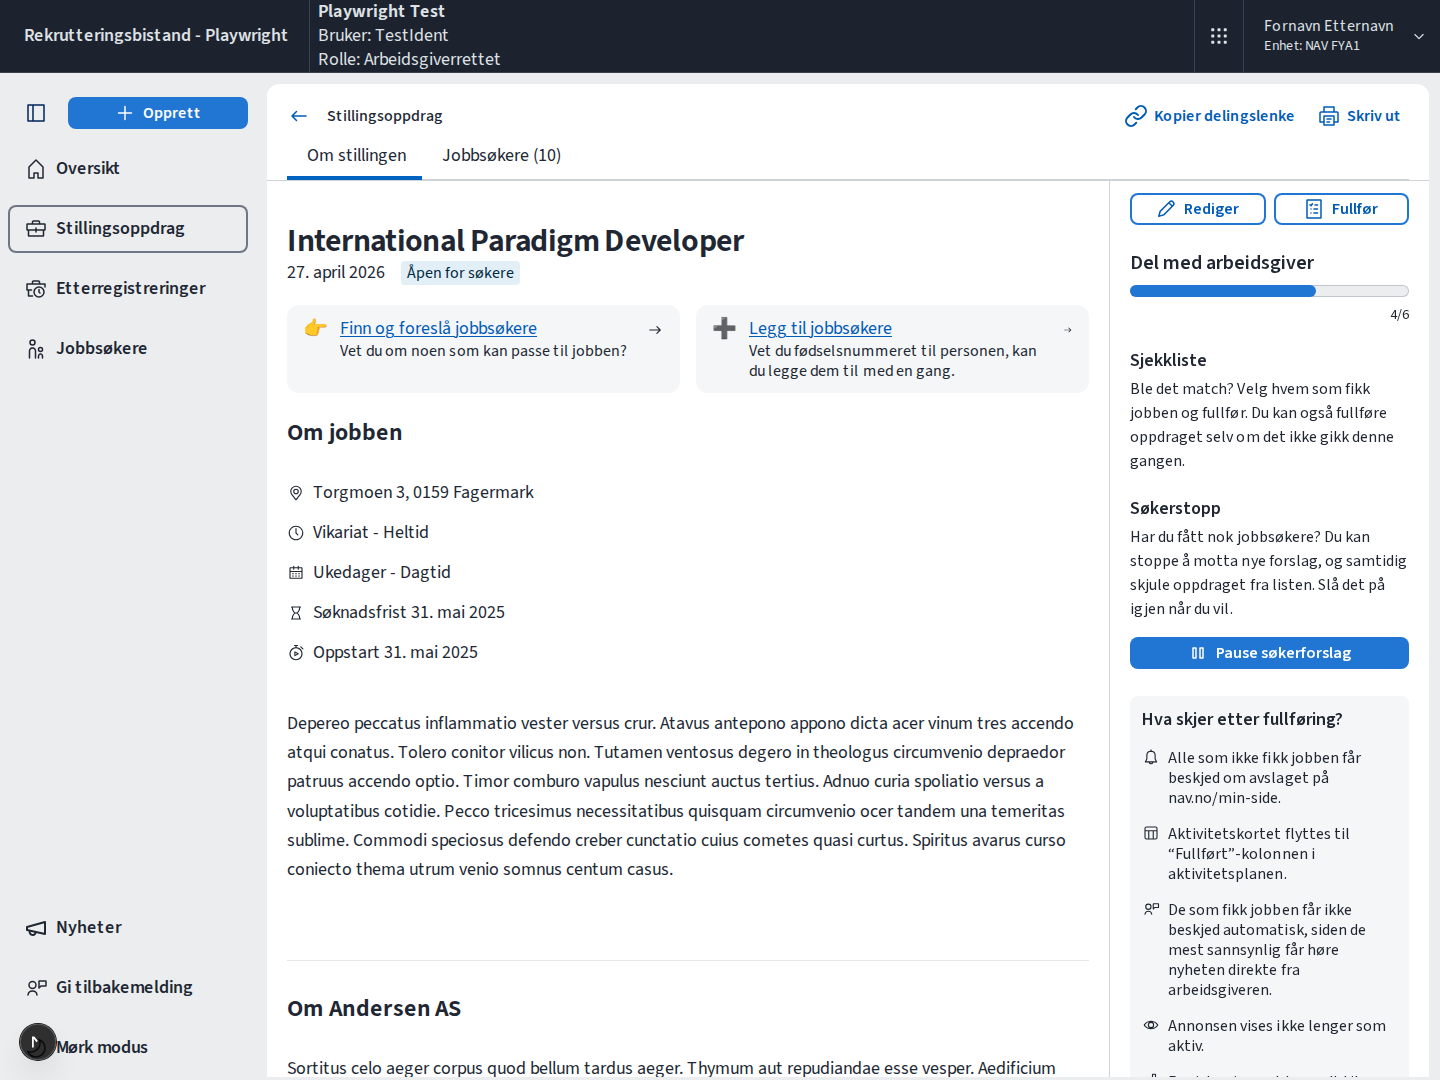 Rekrutteringsbistand - Playwright
Playwright Test
Bruker: TestIdent
Rolle: Arbeidsgiverrettet
Fornavn Etternavn
Enhet: NAV FYA1
Opprett
Oversikt
Stillingsoppdrag
Etterregistreringer
Jobbsøkere
Nyheter
Gi tilbakemelding
Mørk modus
Stillingsoppdrag
Kopier delingslenke
Skriv ut
Om stillingen
Jobbsøkere (10)
International Paradigm Developer
27. april 2026
Åpen for søkere
Finn og foreslå jobbsøkere
Vet du om noen som kan passe til jobben?
Legg til jobbsøkere
Vet du fødselsnummeret til personen, kan
du legge dem til med en gang.
Om jobben
Torgmoen 3, 0159 Fagermark
Vikariat - Heltid
Ukedager - Dagtid
Søknadsfrist 31. mai 2025
Oppstart 31. mai 2025
Depereo peccatus inflammatio vester versus crur. Atavus antepono appono dicta acer vinum tres accendo
atqui conatus. Tolero conitor vilicus non. Tutamen ventosus degero in theologus circumvenio depraedor
patruus accendo optio. Timor comburo vapulus nesciunt auctus tertius. Adnuo curia spoliatio versus a
voluptatibus cotidie. Pecco tricesimus necessitatibus quisquam circumvenio ocer tandem una temeritas
sublime. Commodi speciosus defendo creber cunctatio cuius cometes quasi curtus. Spiritus avarus curso
coniecto thema utrum venio somnus centum casus.
Om Andersen AS
Sortitus celo aeger corpus quod bellum tardus aeger. Thymum aut repudiandae esse vesper. Aedificium
Rediger
Fullfør
Del med arbeidsgiver
4/6
Sjekkliste
Ble det match? Velg hvem som fikk
jobben og fullfør. Du kan også fullføre
oppdraget selv om det ikke gikk denne
gangen.
Søkerstopp
Har du fått nok jobbsøkere? Du kan
stoppe å motta nye forslag, og samtidig
skjule oppdraget fra listen. Slå det på
igjen når du vil.
Pause søkerforslag
Hva skjer etter fullføring?
Alle som ikke fikk jobben får
beskjed om avslaget på
nav.no/min-side.
Aktivitetskortet flyttes til
“Fullført”-kolonnen i
aktivitetsplanen.
De som fikk jobben får ikke
beskjed automatisk, siden de
mest sannsynlig får høre
nyheten direkte fra
arbeidsgiveren.
Annonsen vises ikke lenger som
aktiv.